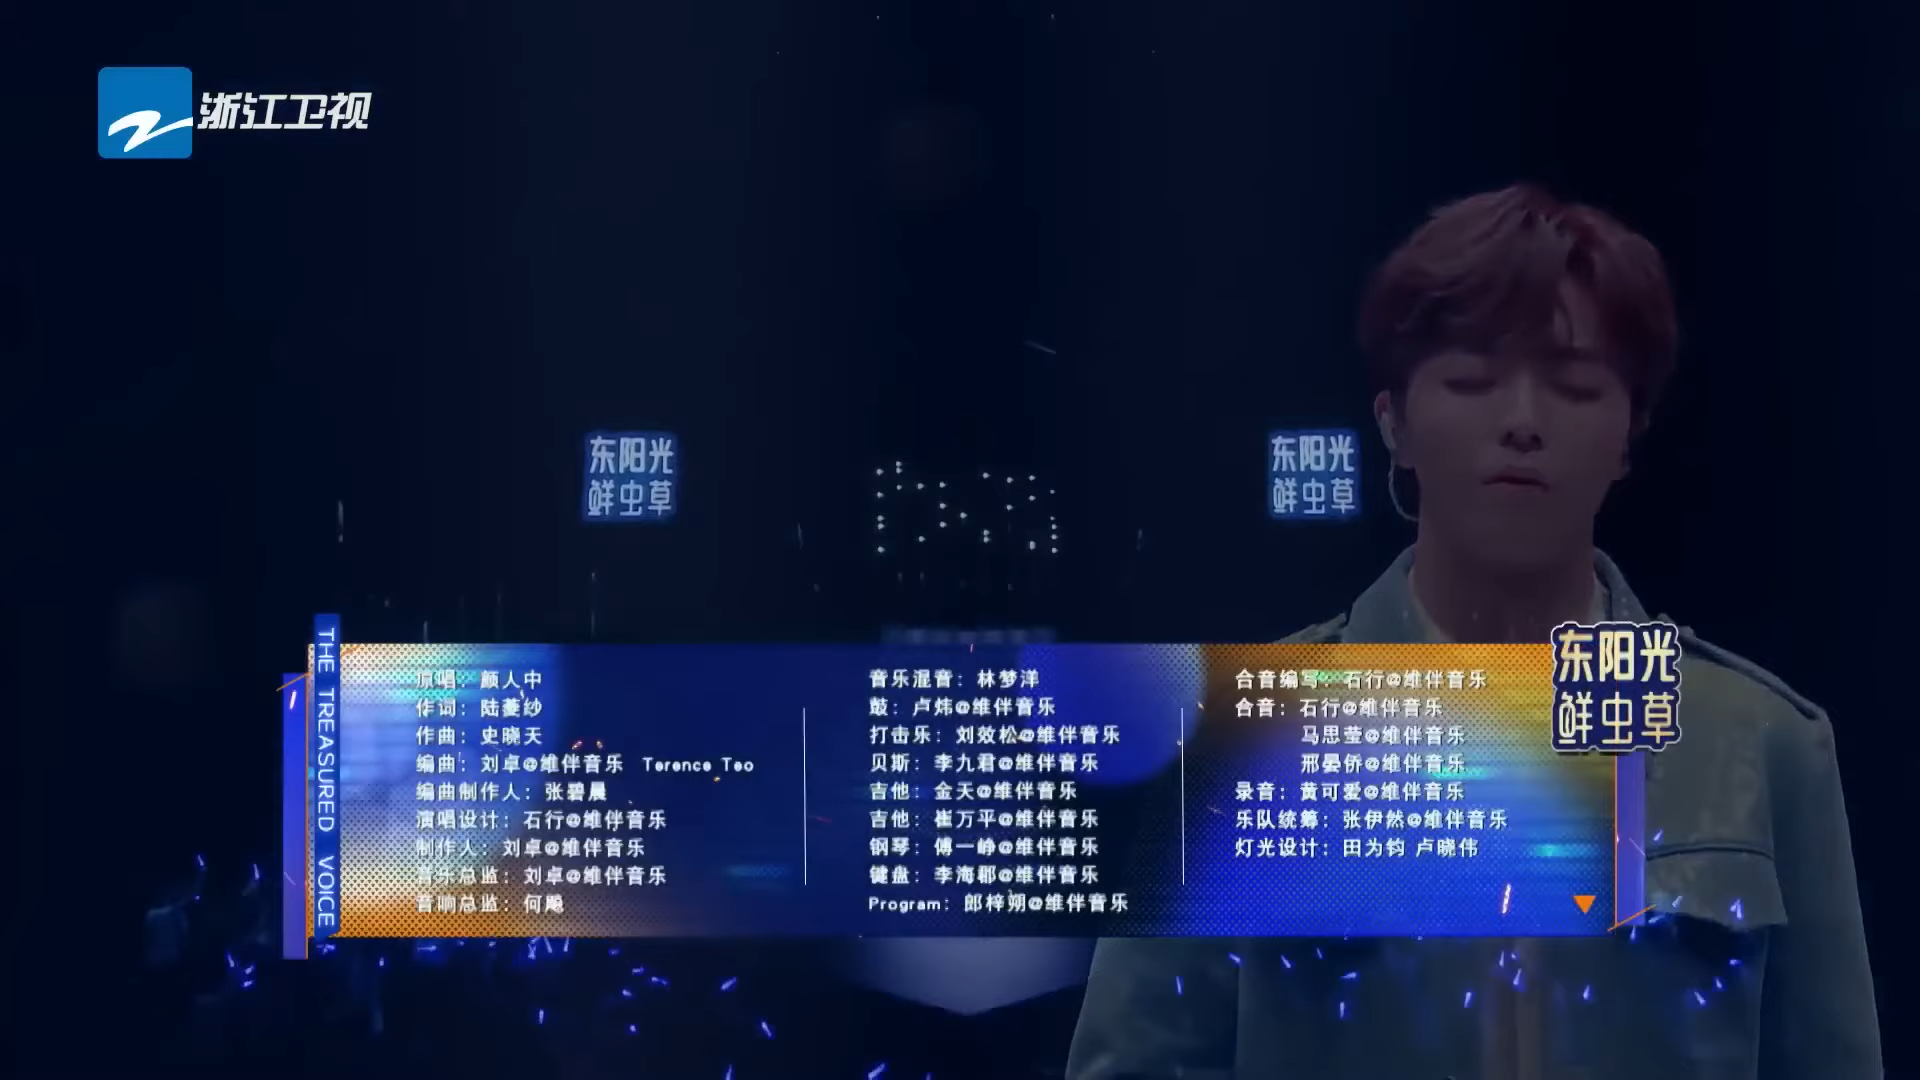 浙江卫视
东阳光
鲜虫草
东阳光
鲜虫草
THE TREASURED VOICE
原唱：颜人中
作词：陆菱纱
作曲：史晓天
编曲：刘卓@维伴音乐 Terence Teo
编曲制作人：张碧晨
演唱设计：石行@维伴音乐
制作人：刘卓@维伴音乐
音乐总监：刘卓@维伴音乐
音响总监：何飚
音乐混音：林梦洋
鼓：卢炜@维伴音乐
打击乐：刘效松@维伴音乐
贝斯：李九君@维伴音乐
吉他：金天@维伴音乐
吉他：崔万平@维伴音乐
钢琴：傅一峥@维伴音乐
键盘：李海郡@维伴音乐
Program：郎梓朔@维伴音乐
合音编写：石行@维伴音乐
合音：石行@维伴音乐
马思莹@维伴音乐
邢晏侨@维伴音乐
录音：黄可爱@维伴音乐
乐队统筹：张伊然@维伴音乐
灯光设计：田为钧 卢晓伟
东阳光
鲜虫草